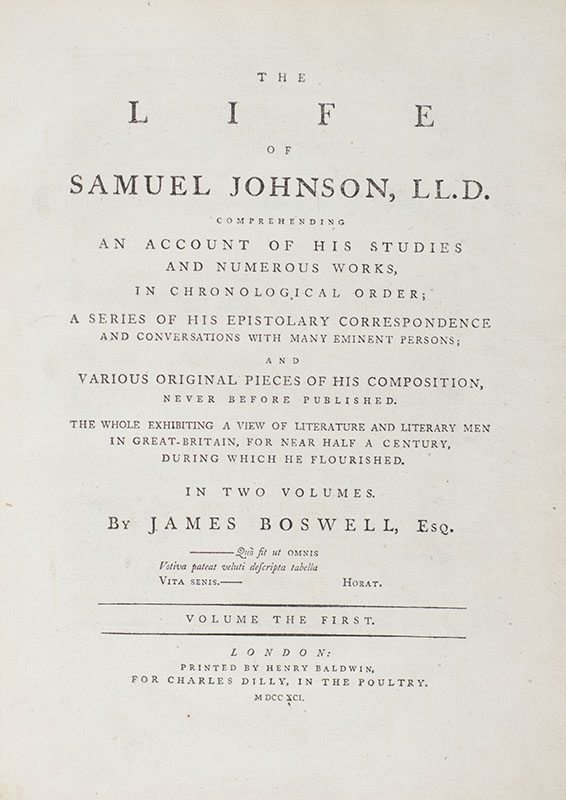 THE
LIFE
OF
SAMUEL JOHNSON, LL.D.
COMPREHENDING
AN ACCOUNT OF HIS STUDIES
AND NUMEROUS WORKS,
IN CHRONOLOGICAL ORDER;
A SERIES OF HIS EPISTOLARY CORRESPONDENCE
AND CONVERSATIONS WITH MANY EMINENT PERSONS;
AND
VARIOUS ORIGINAL PIECES OF HIS COMPOSITION,
NEVER BEFORE PUBLISHED.
THE WHOLE EXHIBITING A VIEW OF LITERATURE AND LITERARY MEN
IN GREAT-BRITAIN, FOR NEAR HALF A CENTURY,
DURING WHICH HE FLOURISHED.
IN TWO VOLUMES.
BY JAMES BOSWELL, ESQ.
———Quò fit ut OMNIS
Votiva pateat veluti deſcripta tabella
VITA SENIS.—— HORAT.
VOLUME THE FIRST.
LONDON:
PRINTED BY HENRY BALDWIN,
FOR CHARLES DILLY, IN THE POULTRY.
M DCC XCI.